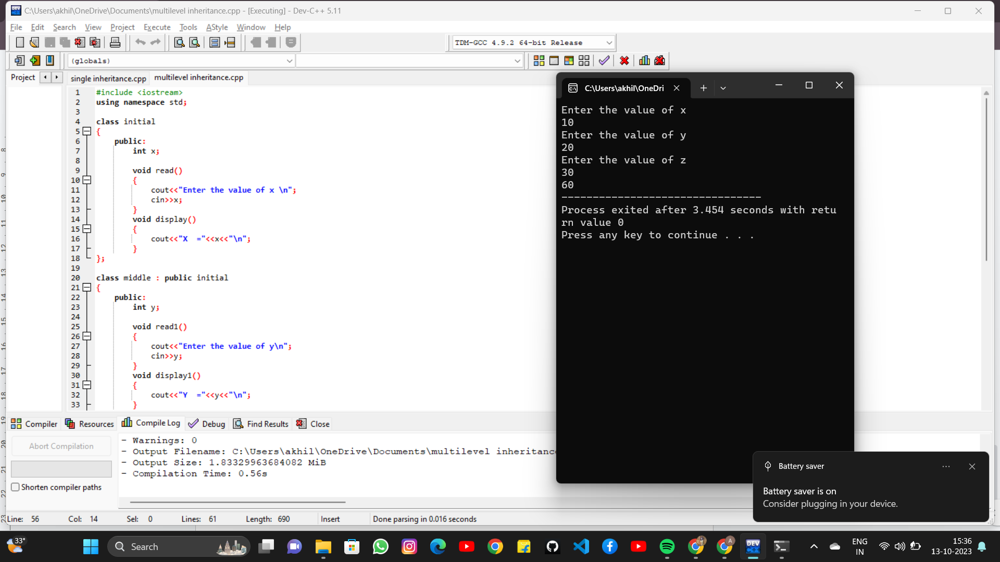 C:\Users\akhil\OneDrive\Documents\multilevel inheritance.cpp - [Executing] - Dev-C++ 5.11
File Edit Search View Project Execute Tools AStyle Window Help
TDM-GCC 4.9.2 64-bit Release
(globals)
Project
single inheritance.cpp multilevel inheritance.cpp
1 #include <iostream>
2 using namespace std;
3
4 class initial
5 {
6 public:
7 int x;
8
9 void read()
10 {
11 cout<<"Enter the value of x \n";
12 cin>>x;
13 }
14 void display()
15 {
16 cout<<"X  ="<<x<<"\n";
17 }
18 };
19
20 class middle : public initial
21 {
22 public:
23 int y;
24
25 void read1()
26 {
27 cout<<"Enter the value of y\n";
28 cin>>y;
29 }
30 void display1()
31 {
32 cout<<"Y  ="<<y<<"\n";
33 }
C:\Users\akhil\OneDri
Enter the value of x
10
Enter the value of y
20
Enter the value of z
30
60
--------------------------------
Process exited after 3.454 seconds with retu
rn value 0
Press any key to continue . . .
Compiler Resources Compile Log Debug Find Results Close
Abort Compilation
Shorten compiler paths
- Warnings: 0
- Output Filename: C:\Users\akhil\OneDrive\Documents\multilevel inheritance
- Output Size: 1.83329963684082 MiB
- Compilation Time: 0.56s
Battery saver
Battery saver is on
Consider plugging in your device.
Line: 56 Col: 14 Sel: 0 Lines: 61 Length: 690 Insert Done parsing in 0.016 seconds
33°
Search
DEV
ENG
IN
15:36
13-10-2023